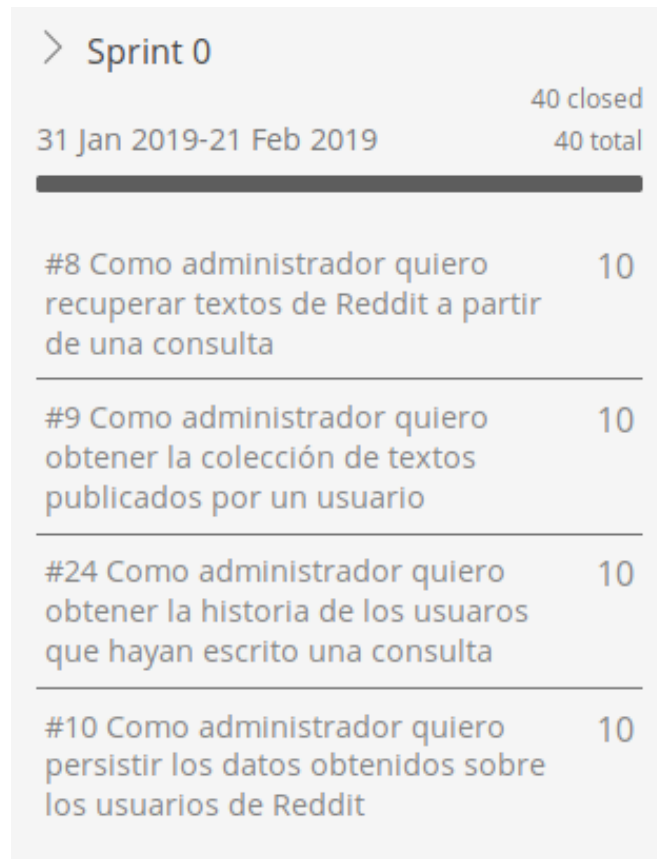 Sprint 0
40 closed
31 Jan 2019-21 Feb 2019
40 total
#8 Como administrador quiero
10
recuperar textos de Reddit a partir
de una consulta
#9 Como administrador quiero
10
obtener la colección de textos
publicados por un usuario
#24 Como administrador quiero
10
obtener la historia de los usuaros
que hayan escrito una consulta
#10 Como administrador quiero
10
persistir los datos obtenidos sobre
los usuarios de Reddit